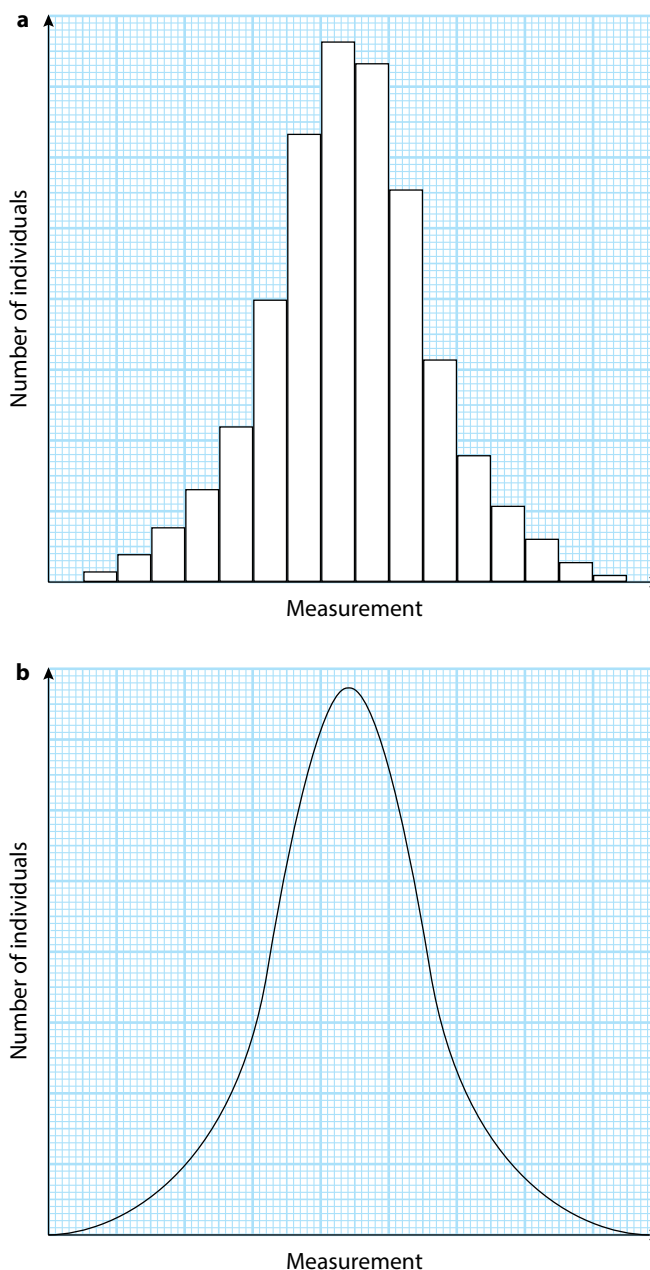 a
Number of individuals
Measurement
b
Number of individuals
Measurement